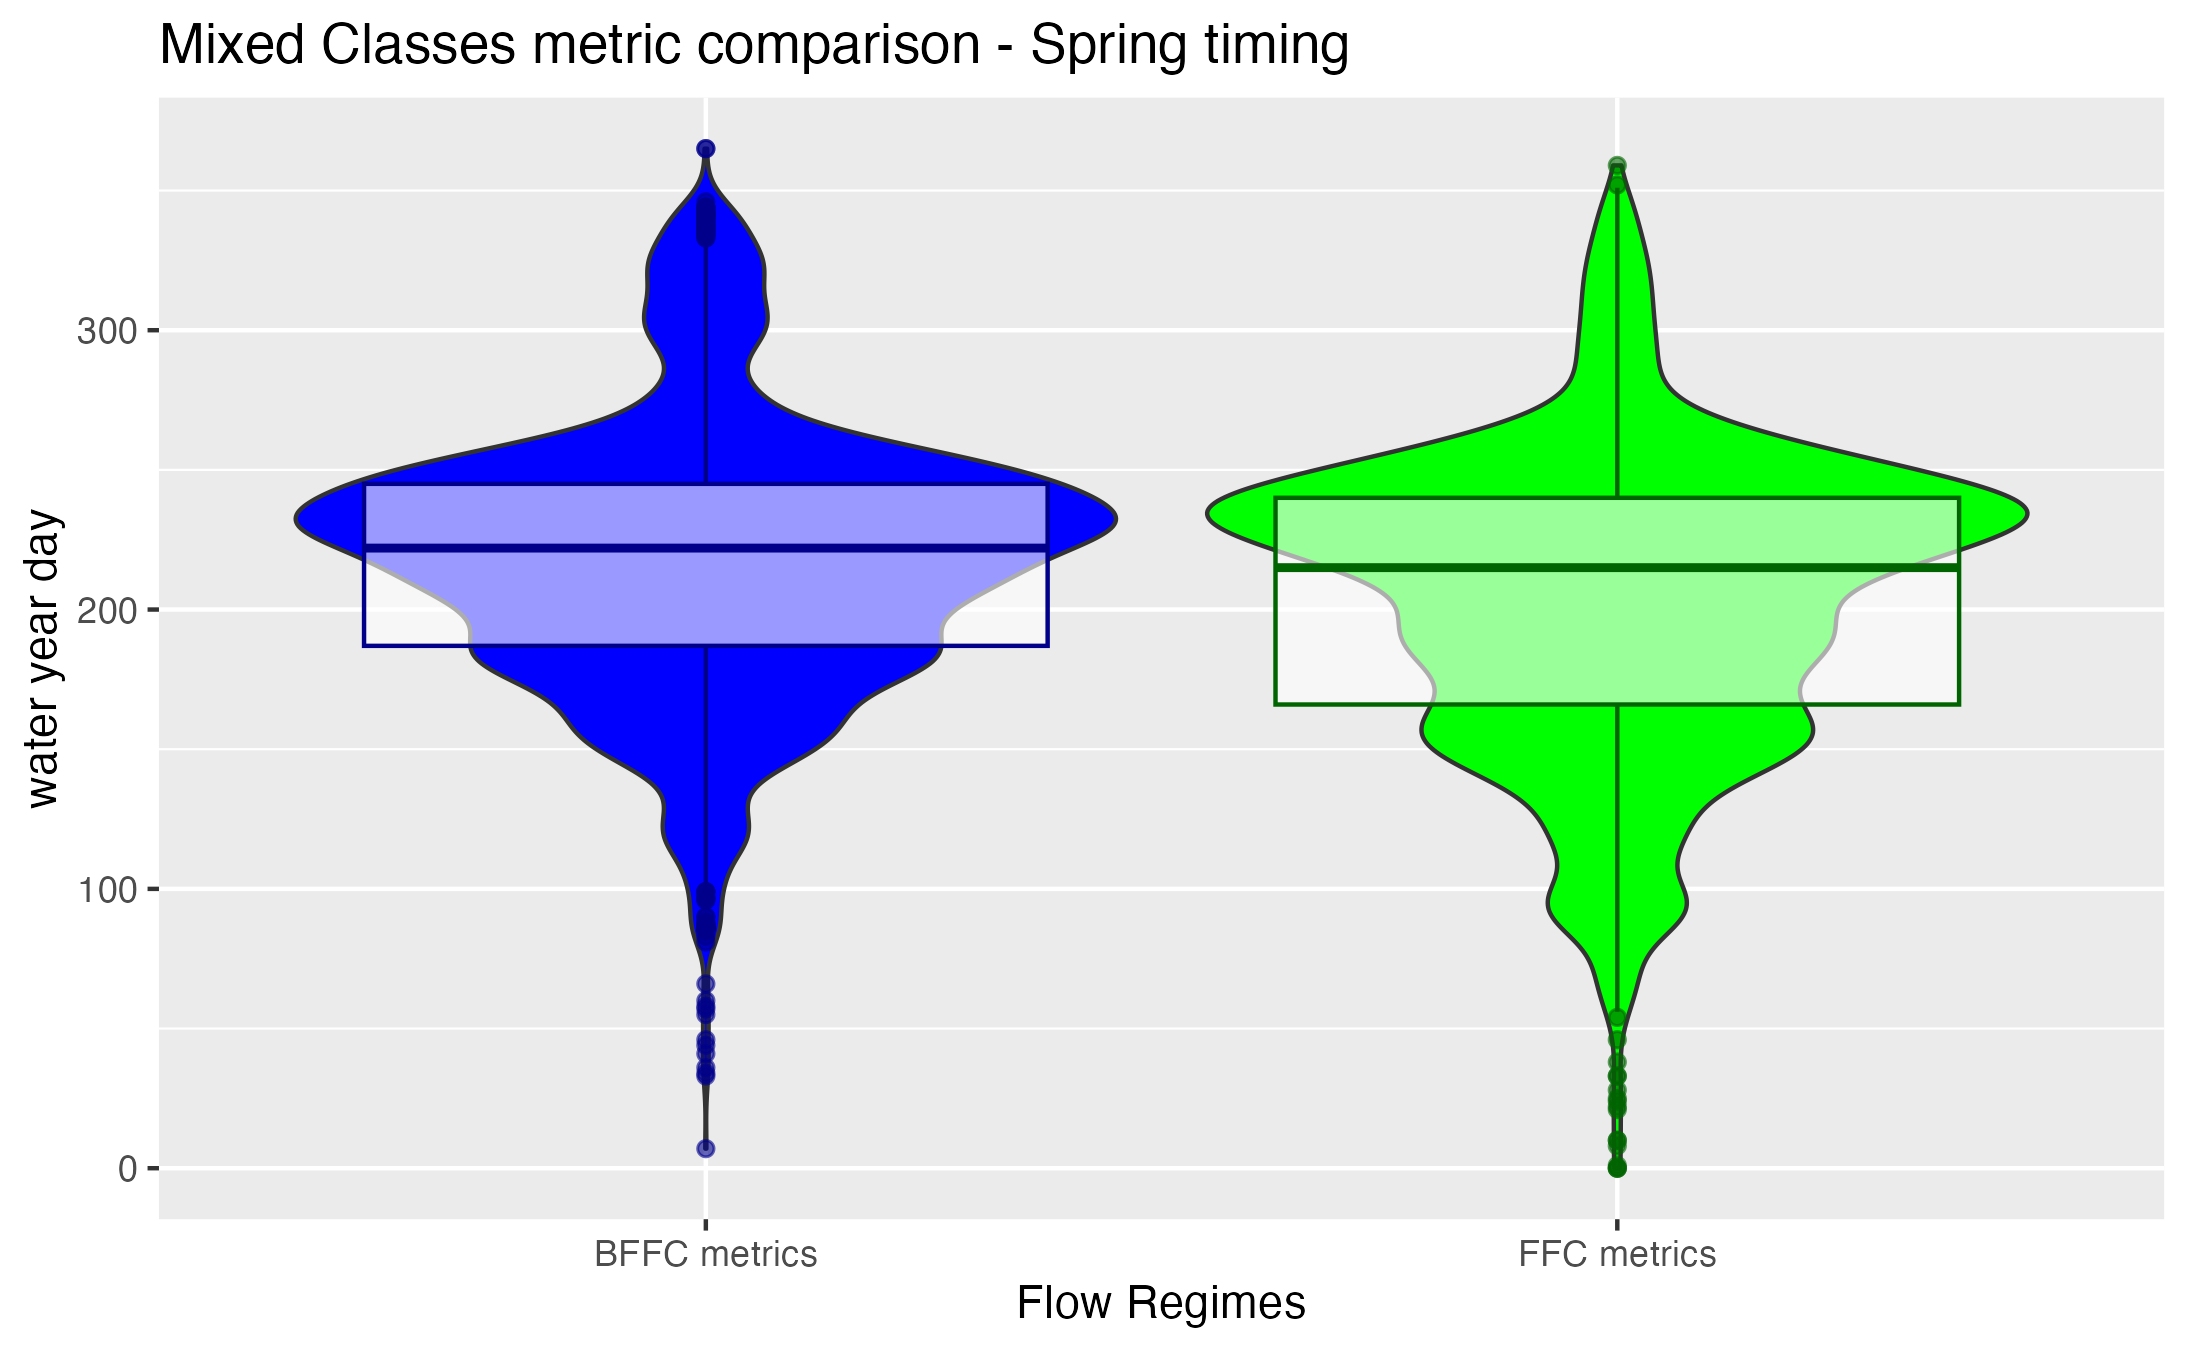 Mixed Classes metric comparison - Spring timing
water year day
300
200
100
0
BFFC metrics
FFC metrics
Flow Regimes